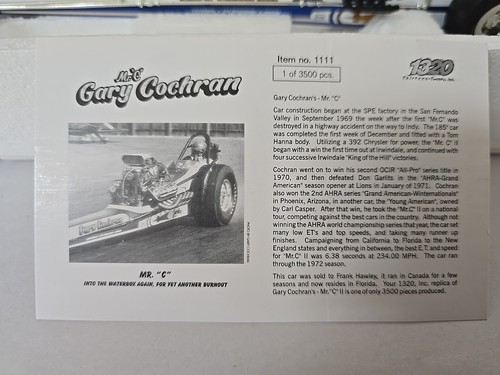 Mr. "C"
Gary Cochran
MR. "C"
INTO THE WATERBOX AGAIN, FOR YET ANOTHER BURNOUT
Item no. 1111
1 of 3500 pcs.
1320
Gary Cochran's - Mr. "C"
Car construction began at the SPE factory in the San Fernando
Valley in September 1969 the week after the first "Mr.C" was
destroyed in a highway accident on the way to Indy. The 185" car
was completed the first week of December and fitted with a Tom
Hanna body. Utilizing a 392 Chrysler for power, the "Mr. C" II
began with a win the first time out at Irwindale, and continued with
four successive Irwindale "King of the Hill" victories.
Cochran went on to win his second OCIR "All-Pro" series title in
1970, and then defeated Don Garlits in the "AHRA-Grand
American" season opener at Lions in January of 1971. Cochran
also won the 2nd AHRA series "Grand American-Winternationals"
in Phoenix, Arizona, in another car, the "Young American", owned
by Carl Casper. After that win, he took the "Mr.C" II on a national
tour, competing against the best cars in the country. Although not
winning the AHRA world championship series that year, the car set
many low ET's and top speeds, and taking many runner up
finishes. Campaigning from California to Florida to the New
England states and everything in between, the best E.T. and speed
for "Mr.C" II was 6.38 seconds at 234.00 MPH. The car ran
through the 1972 season.
This car was sold to Frank Hawley, it ran in Canada for a few
seasons and now resides in Florida. Your 1320, Inc. replica of
Gary Cochran's Mr. "C" II is one of only 3500 pieces produced.